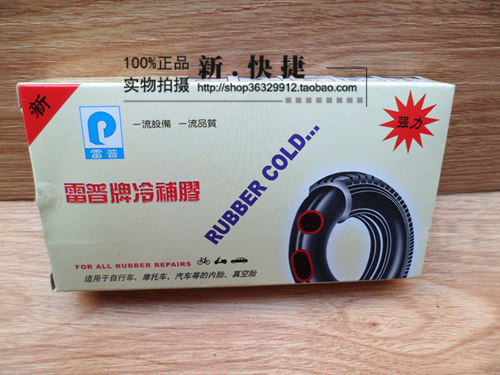 100%正品
实物拍摄
新.快捷
http://shop36329912.taobao.com
新
雷普
一流設備 一流品質
强力
雷普牌冷補膠
RUBBER COLD...
FOR ALL RUBBER REPAIRS
适用于自行车、摩托车、汽车等的内胎，真空胎